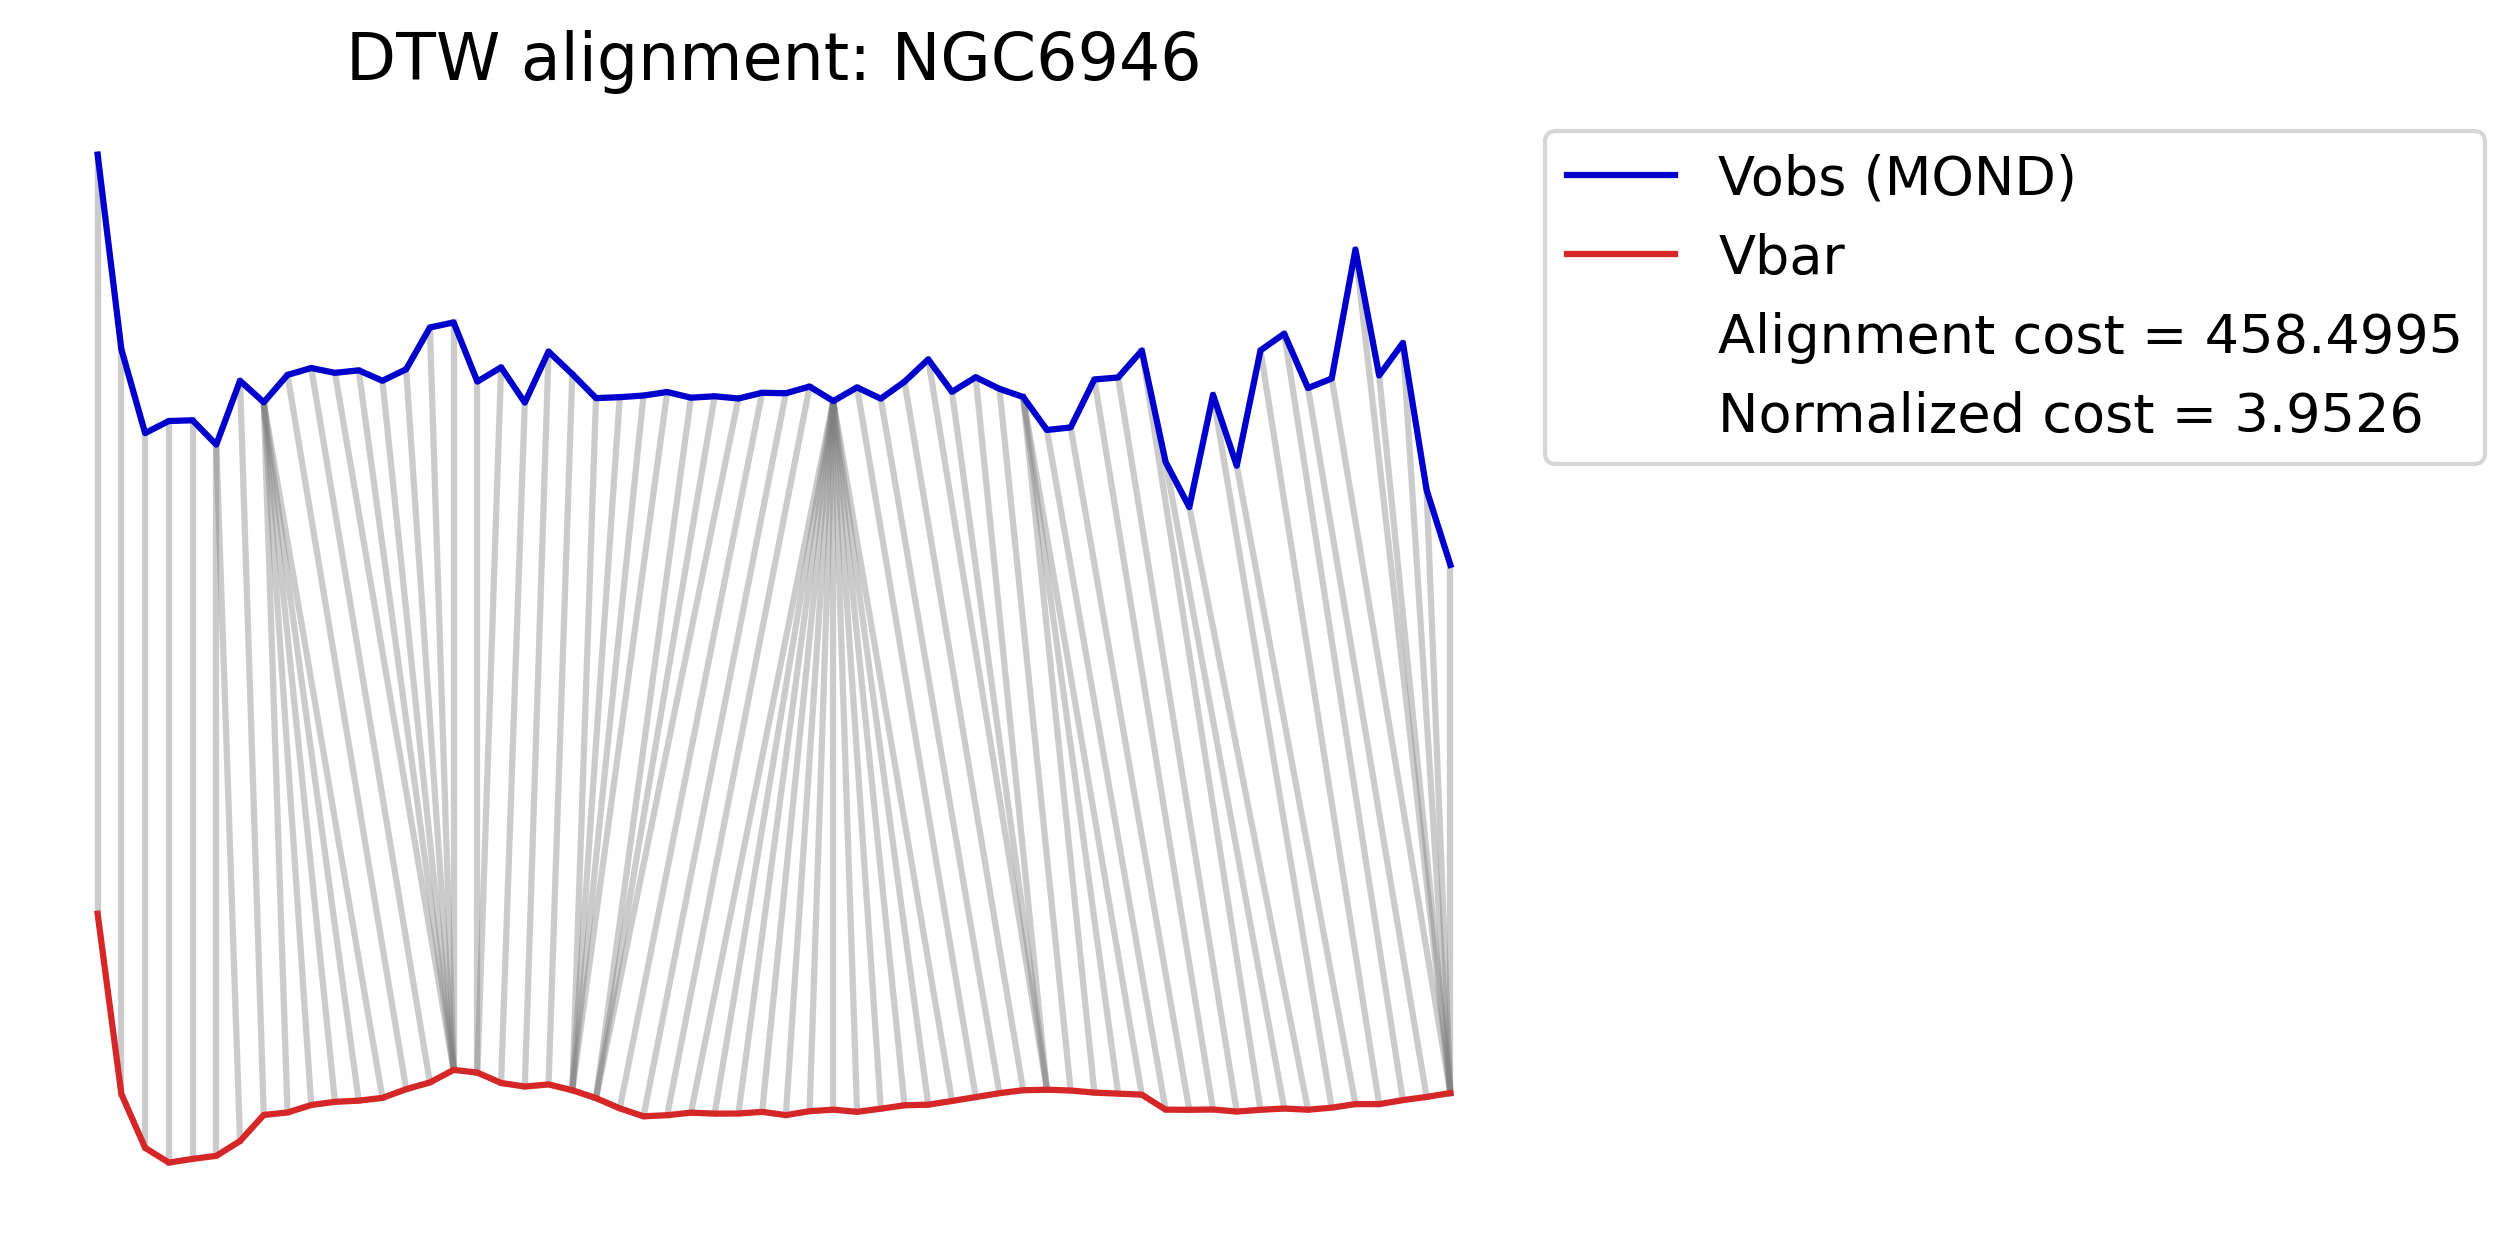 DTW alignment: NGC6946
Vobs (MOND)
Vbar
Alignment cost = 458.4995
Normalized cost = 3.9526